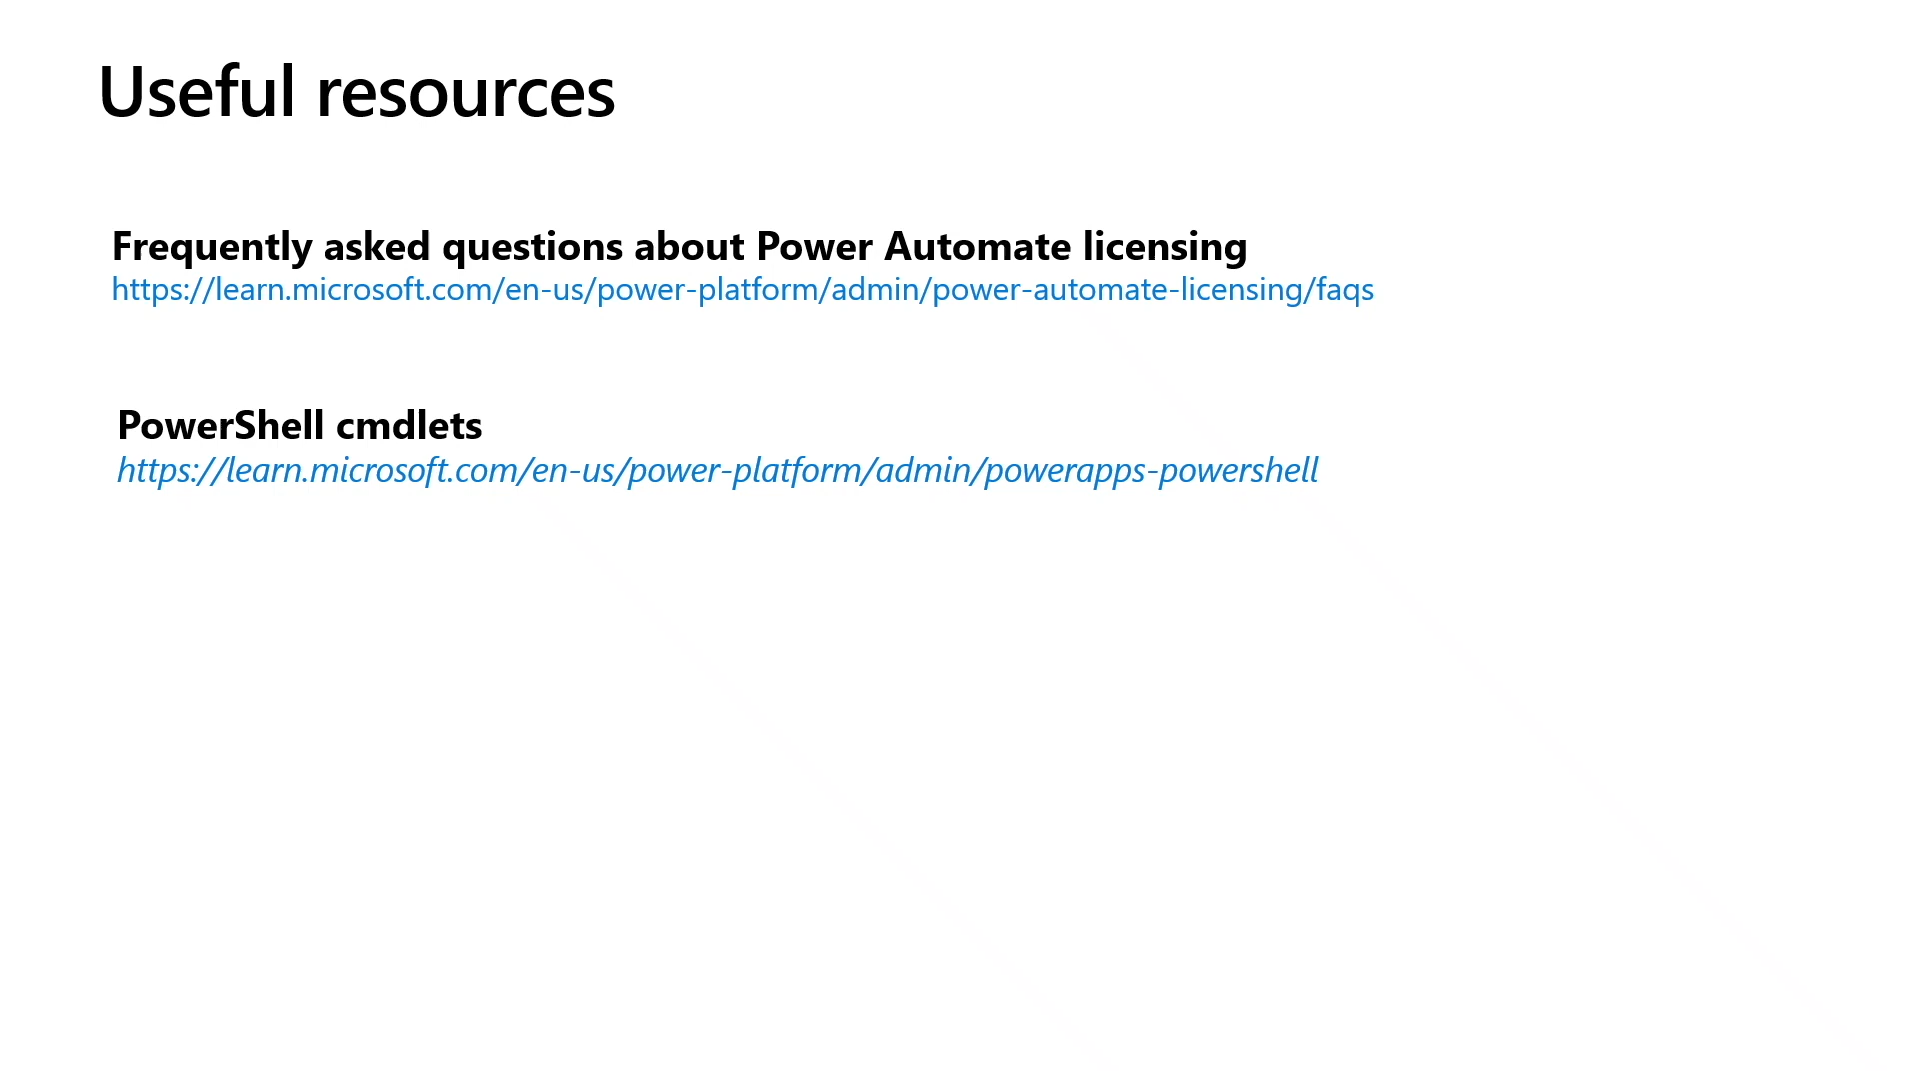 Useful resources
Frequently asked questions about Power Automate licensing
https://learn.microsoft.com/en-us/power-platform/admin/power-automate-licensing/faqs
PowerShell cmdlets
https://learn.microsoft.com/en-us/power-platform/admin/powerapps-powershell